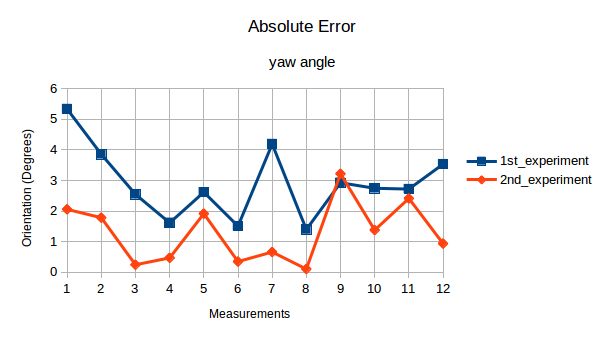 Absolute Error
yaw angle
6
5
4
3
2
1
0
Orientation (Degrees)
1 2 3 4 5 6 7 8 9 10 11 12
Measurements
1st_experiment
2nd_experiment